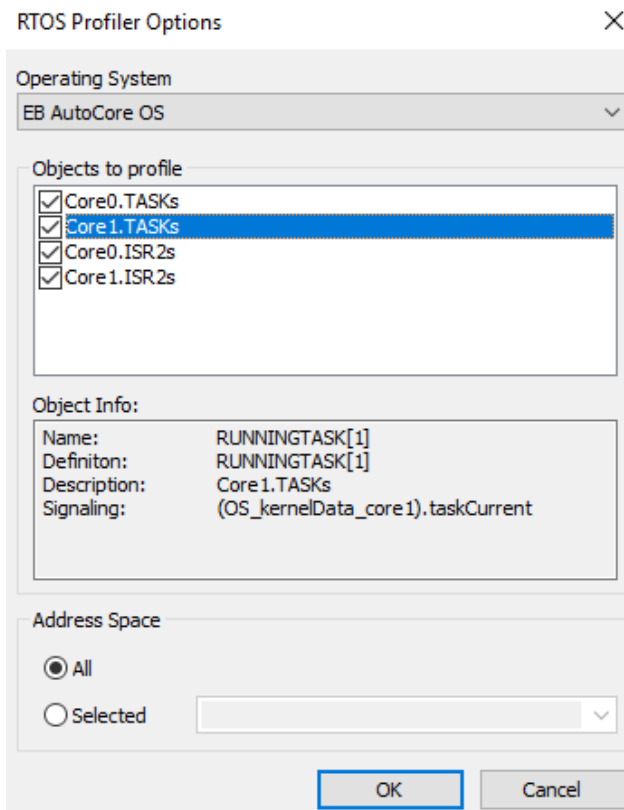 RTOS Profiler Options
Operating System
EB AutoCore OS
Objects to profile
Core0.TASKs
Core1.TASKs
Core0.ISR2s
Core1.ISR2s
Object Info:
Name: RUNNINGTASK[1]
Definiton: RUNNINGTASK[1]
Description: Core1.TASKs
Signaling: (OS_kernelData_core1).taskCurrent
Address Space
All
Selected
OK Cancel